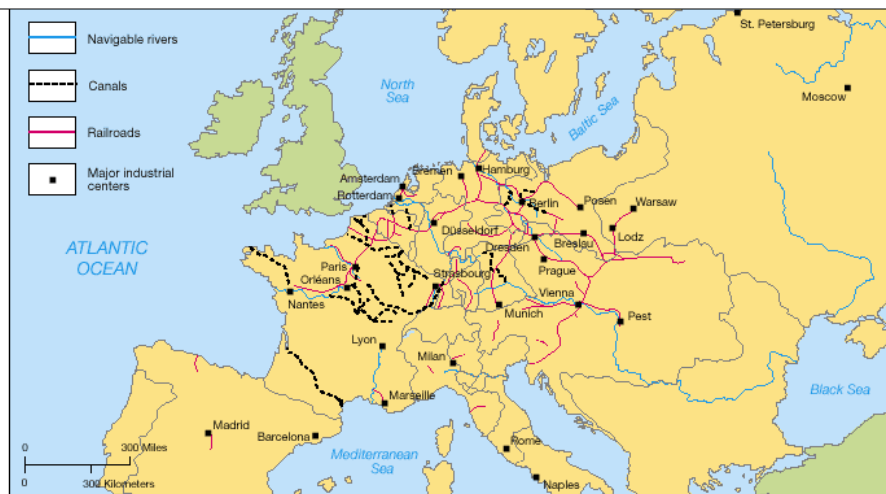 Navigable rivers
Canals
Railroads
Major industrial
centers
St. Petersburg
Moscow
North
Sea
Baltic Sea
Amsterdam
Rotterdam
Bremen
Hamburg
Berlin
Posen
Warsaw
Düsseldorf
Dresden
Breslau
Lodz
ATLANTIC
OCEAN
Paris
Orléans
Strasbourg
Prague
Nantes
Munich
Vienna
Pest
Lyon
Milan
Marseille
Black Sea
Madrid
Barcelona
Mediterranean
Sea
Rome
Naples
0
300 Miles
0
300 Kilometers